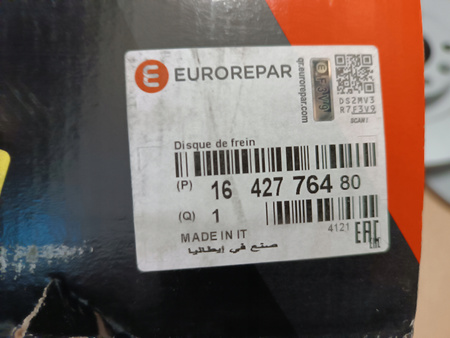 EUROREPAR
qr.eurorepar.com
DS2MV3
R7F3V9
SCAN!
Disque de frein
(P) 16 427 764 80
(Q) 1
MADE IN IT
4121
EAC
صنع في إيطاليا